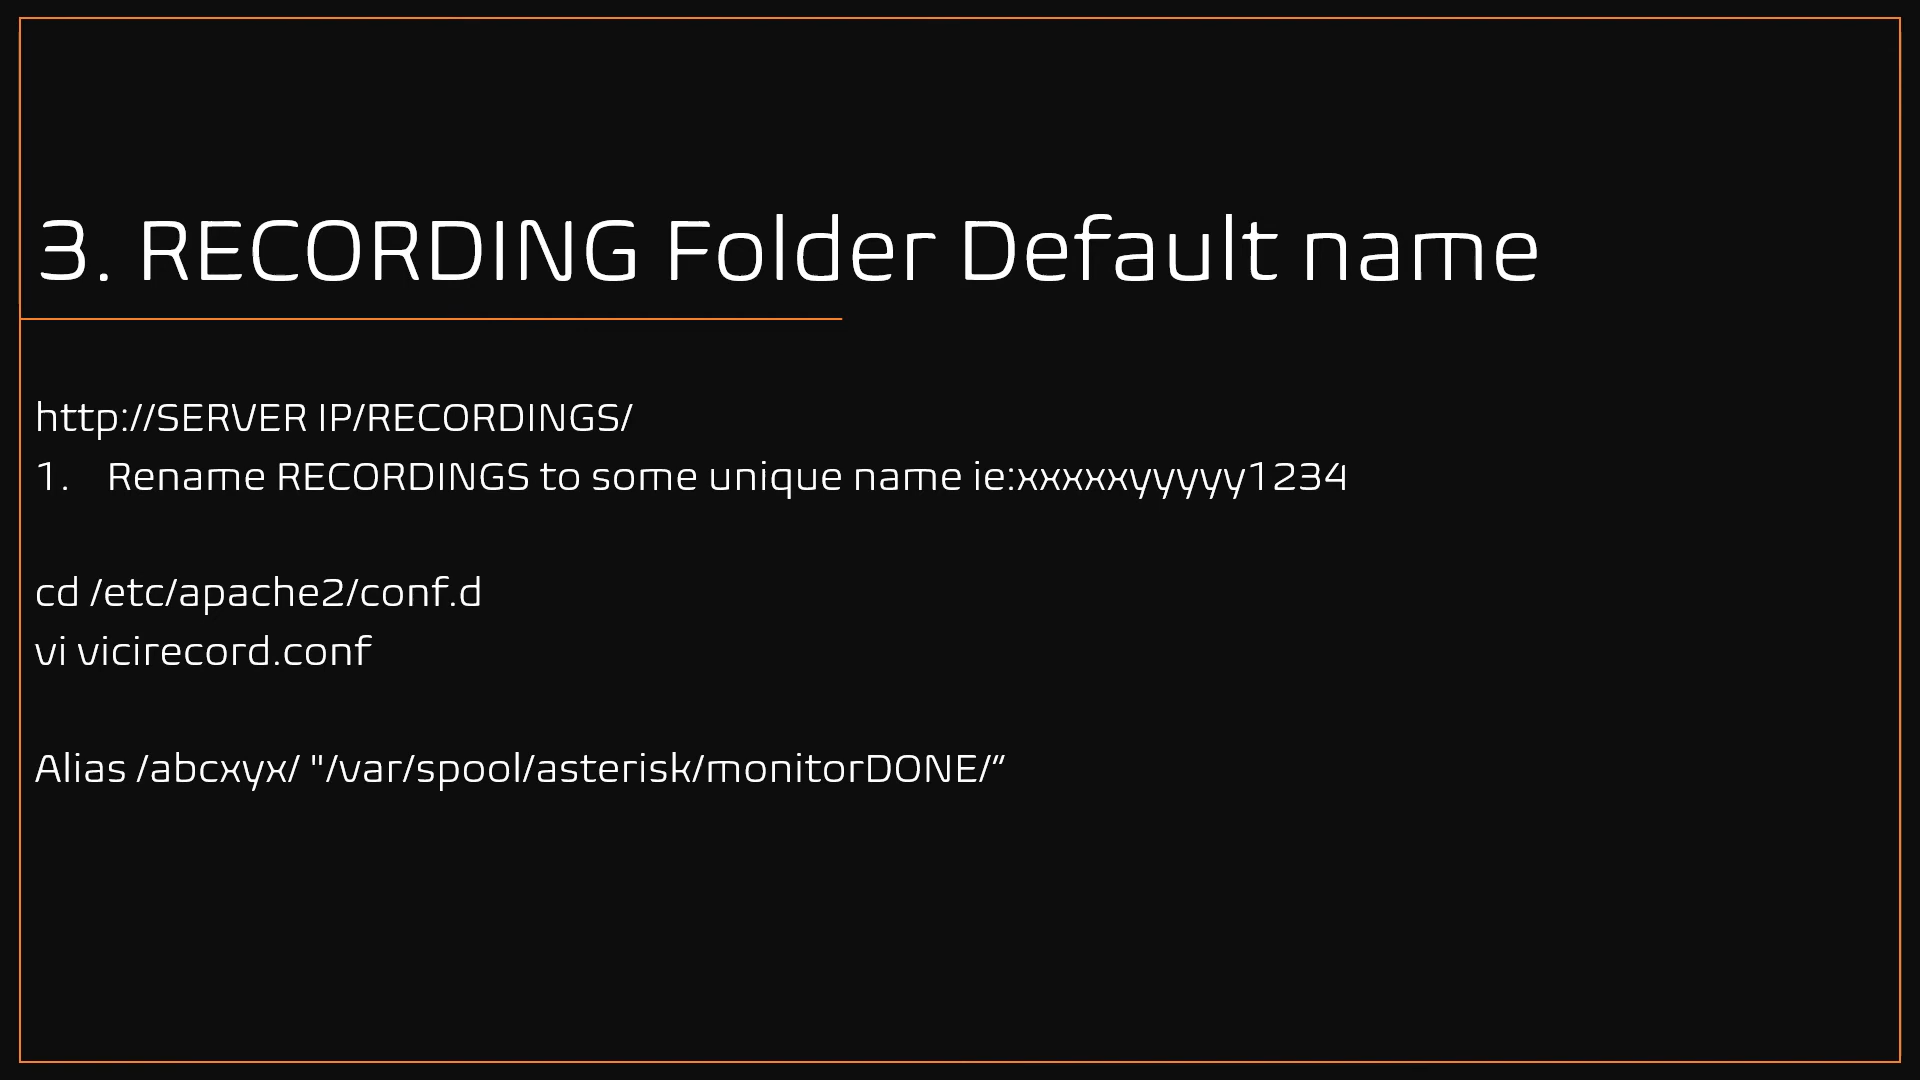 3. RECORDING Folder Default name
http://SERVER IP/RECORDINGS/
1. Rename RECORDINGS to some unique name ie:xxxxxyyyyy1234
cd /etc/apache2/conf.d
vi vicirecord.conf
Alias /abcxyx/ "/var/spool/asterisk/monitorDONE/“